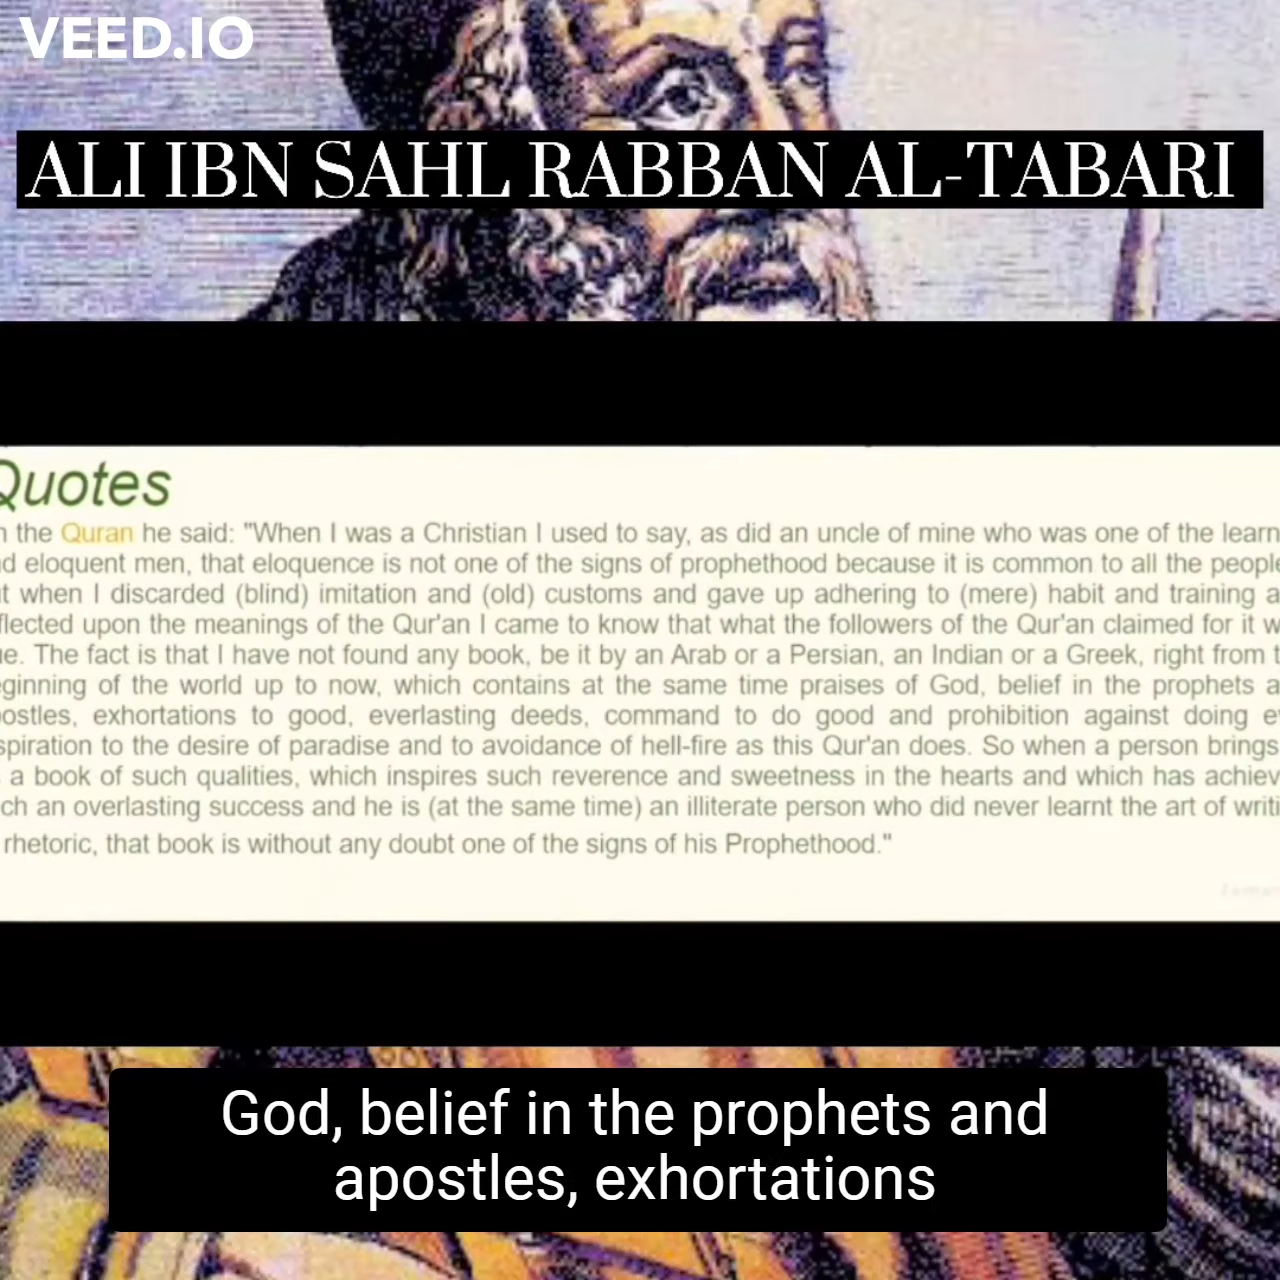 VEED.IO
ALI IBN SAHL RABBAN AL-TABARI
Quotes
the Quran he said: "When I was a Christian I used to say, as did an uncle of mine who was one of the learn
eloquent men, that eloquence is not one of the signs of prophethood because it is common to all the people
when I discarded (blind) imitation and (old) customs and gave up adhering to (mere) habit and training a
flected upon the meanings of the Qur'an I came to know that what the followers of the Qur'an claimed for it w
ue. The fact is that I have not found any book, be it by an Arab or a Persian, an Indian or a Greek, right from t
ginning of the world up to now, which contains at the same time praises of God, belief in the prophets a
ostles, exhortations to good, everlasting deeds, command to do good and prohibition against doing ev
spiration to the desire of paradise and to avoidance of hell-fire as this Qur'an does. So when a person brings
a book of such qualities, which inspires such reverence and sweetness in the hearts and which has achiev
ch an overlasting success and he is (at the same time) an illiterate person who did never learnt the art of writi
rhetoric, that book is without any doubt one of the signs of his Prophethood."
God, belief in the prophets and
apostles, exhortations